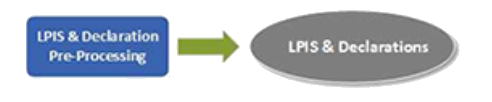 LPIS & Declaration
Pre-Processing
LPIS & Declarations